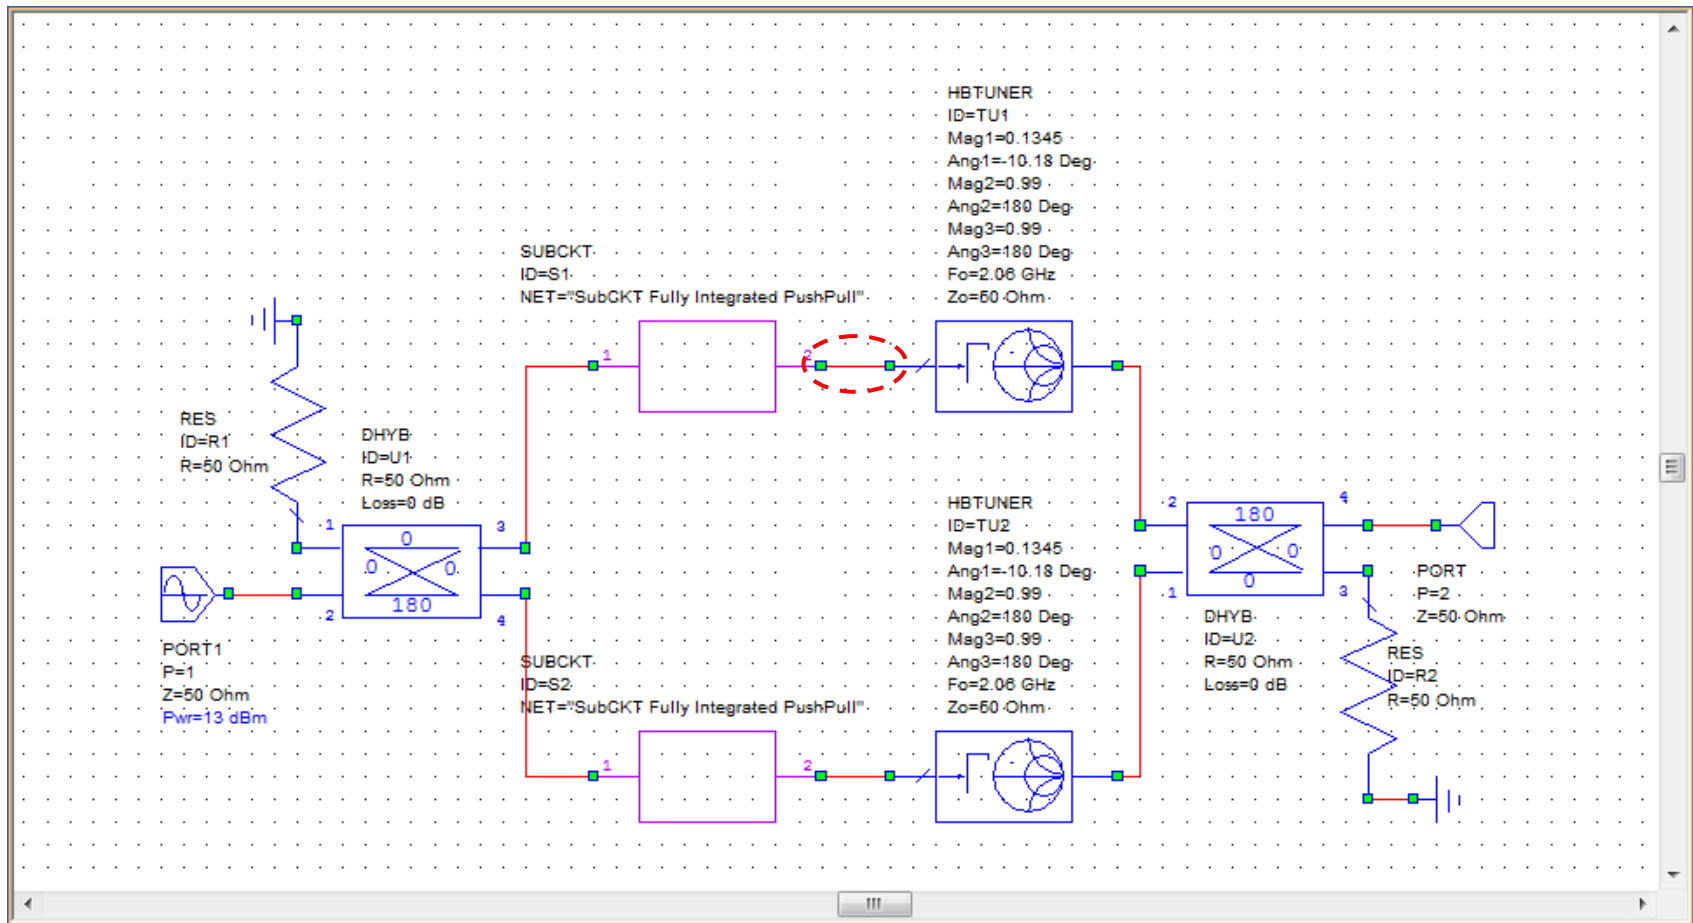 HBTUNER
ID=TU1
Mag1=0.1345
Ang1=-10.18 Deg
Mag2=0.99
Ang2=180 Deg
Mag3=0.99
Ang3=180 Deg
Fo=2.06 GHz
Zo=50 Ohm
SUBCKT
ID=S1
NET="SubCKT Fully Integrated PushPull"
1
2
RES
ID=R1
R=50 Ohm
DHYB
ID=U1
R=50 Ohm
Loss=0 dB
1
3
0
0
0
180
2
4
PORT1
P=1
Z=50 Ohm
Pwr=13 dBm
HBTUNER
ID=TU2
Mag1=0.1345
Ang1=-10.18 Deg
Mag2=0.99
Ang2=180 Deg
Mag3=0.99
Ang3=180 Deg
Fo=2.06 GHz
Zo=50 Ohm
SUBCKT
ID=S2
NET="SubCKT Fully Integrated PushPull"
1
2
2
4
180
0
0
0
1
3
DHYB
ID=U2
R=50 Ohm
Loss=0 dB
PORT
P=2
Z=50 Ohm
RES
ID=R2
R=50 Ohm